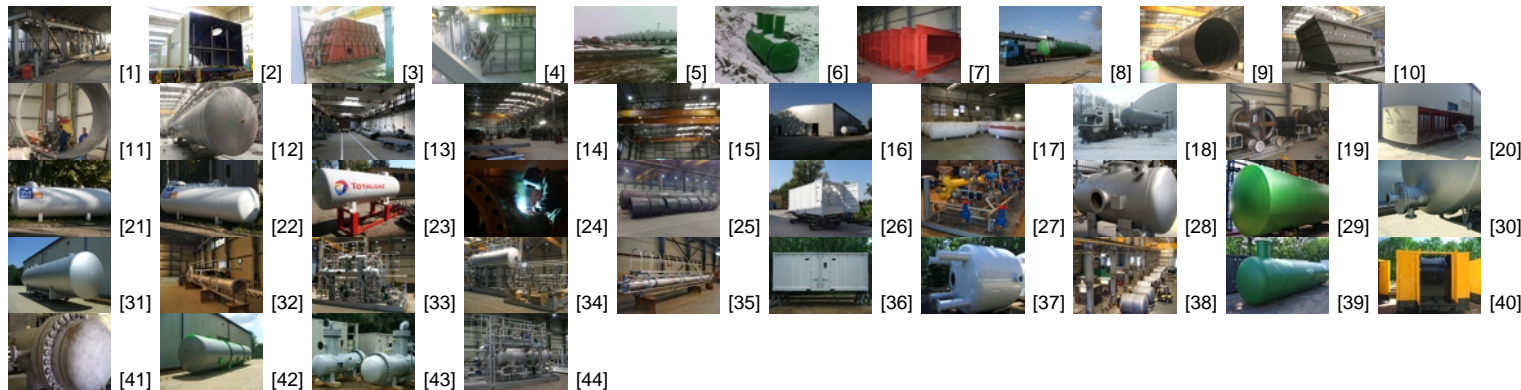 [1] [2] [3] [4] [5] [6] [7] [8] [9] [10]
[11] [12] [13] [14] [15] [16] [17] [18] [19] [20]
TOTALGAZ
[21] [22] [23] [24] [25] [26] [27] [28] [29] [30]
[31] [32] [33] [34] [35] [36] [37] [38] [39] [40]
[41] [42] [43] [44]